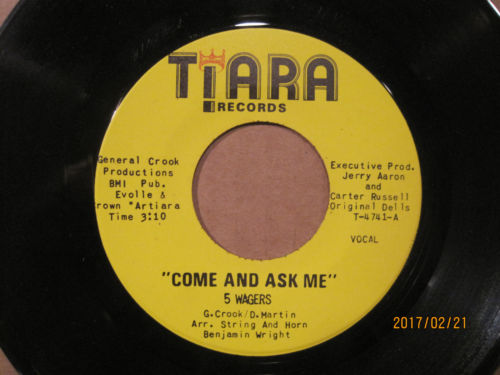 TIARA
RECORDS
General Crook
Productions
BMI Pub.
Evolle &
rown "Artiara
Time 3:10
Executive Prod.
Jerry Aaron
and
Carter Russell
Original Dells
T-4741-A
VOCAL
"COME AND ASK ME"
5 WAGERS
G.Crook/D.Martin
Arr. String And Horn
Benjamin Wright
2017/02/21